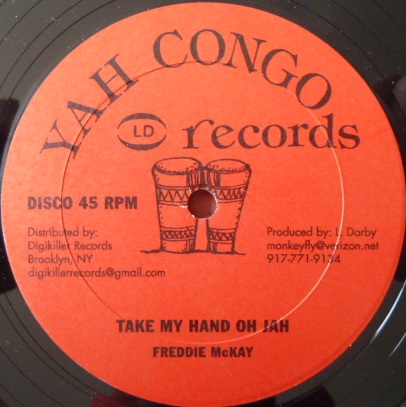 YAH CONGO
LD records
DISCO 45 RPM
Distributed by:
Digikiller Records
Brooklyn, NY
digikillerrecords@gmail.com
Produced by: L. Darby
monkeyfly@verizon.net
917-771-9134
TAKE MY HAND OH JAH
FREDDIE McKAY